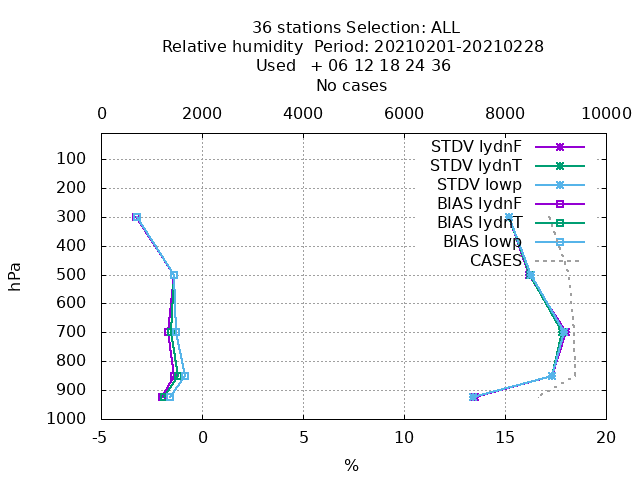 36 stations Selection: ALL
Relative humidity  Period: 20210201-20210228
Used   + 06 12 18 24 36
No cases
0 2000 4000 6000 8000 10000
STDV lydnF
STDV lydnT
STDV lowp
BIAS lydnF
BIAS lydnT
BIAS lowp
CASES
100
200
300
400
500
600
700
800
900
1000
hPa
-5 0 5 10 15 20
%